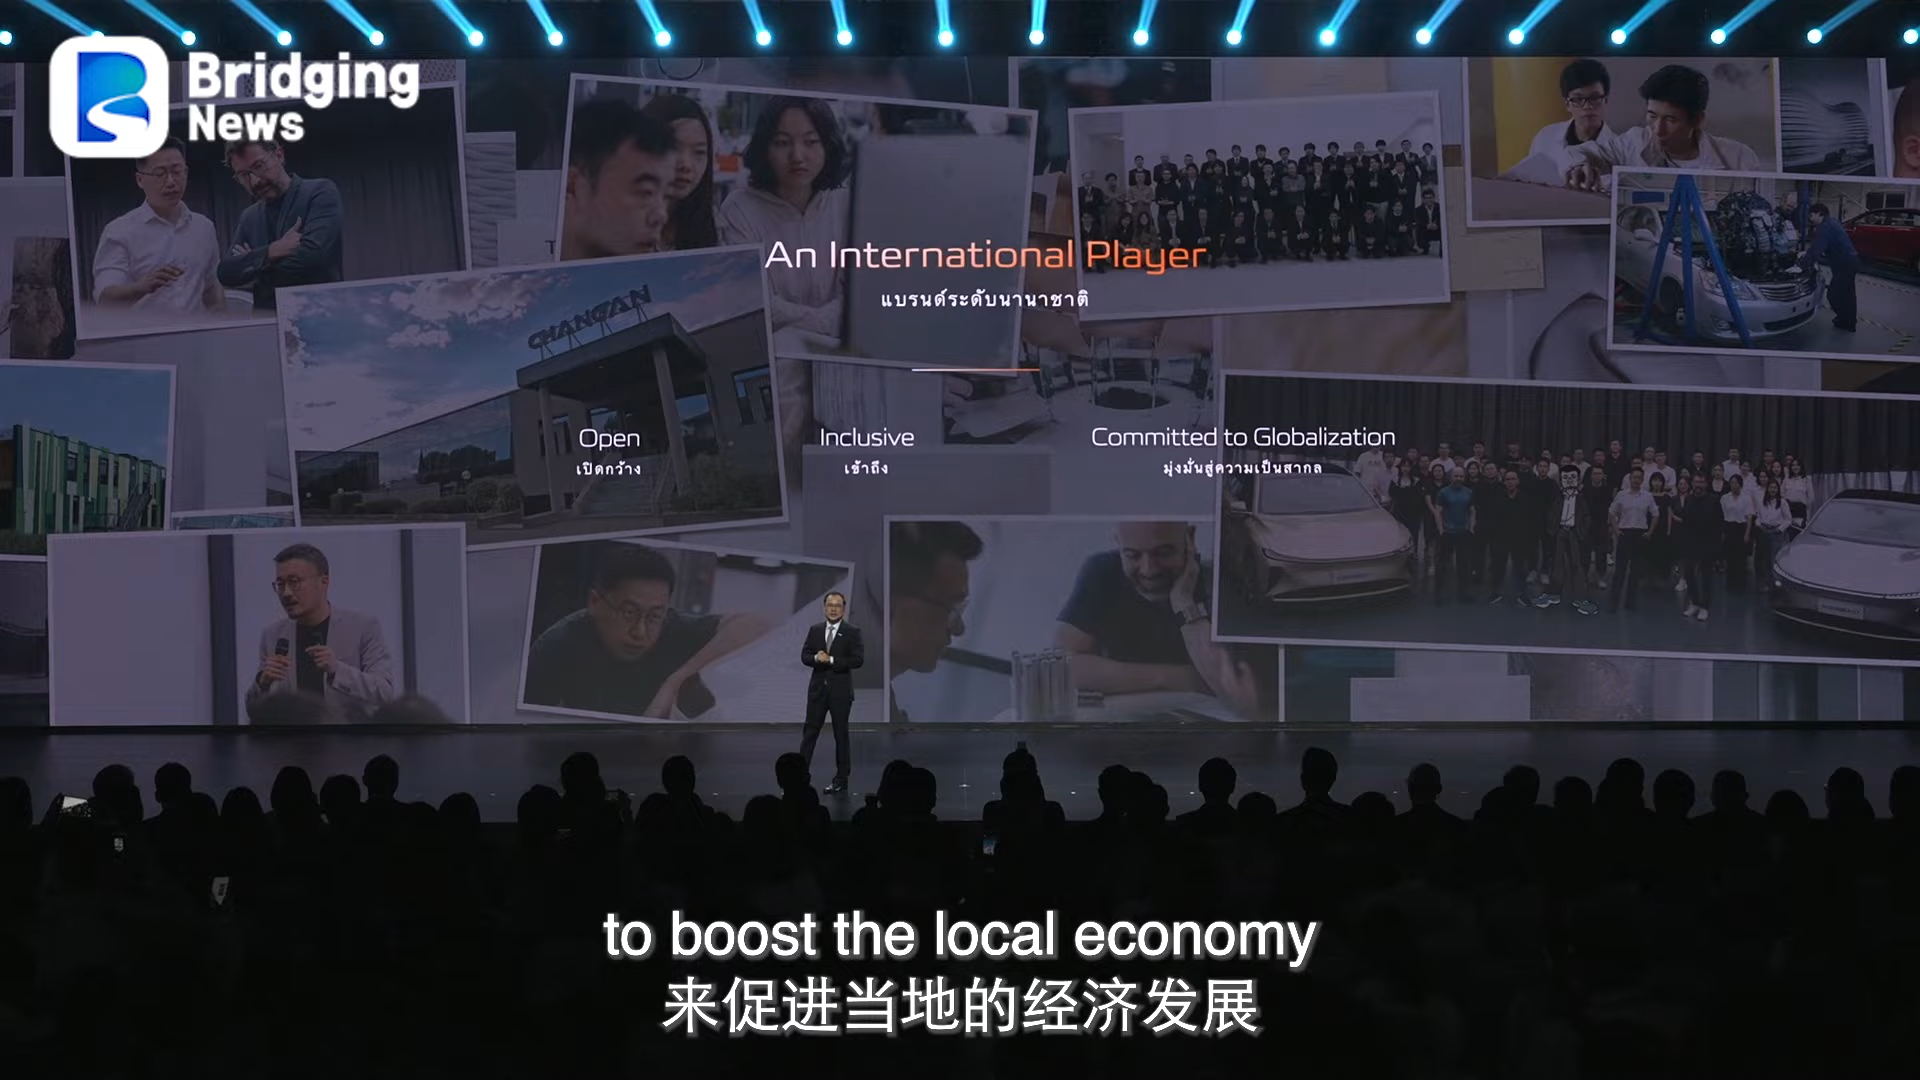 Bridging
News
An International Player
แบรนด์ระดับนานาชาติ
CHANGAN
Open
เปิดกว้าง
Inclusive
เข้าถึง
Committed to Globalization
มุ่งมั่นสู่ความเป็นสากล
to boost the local economy
来促进当地的经济发展